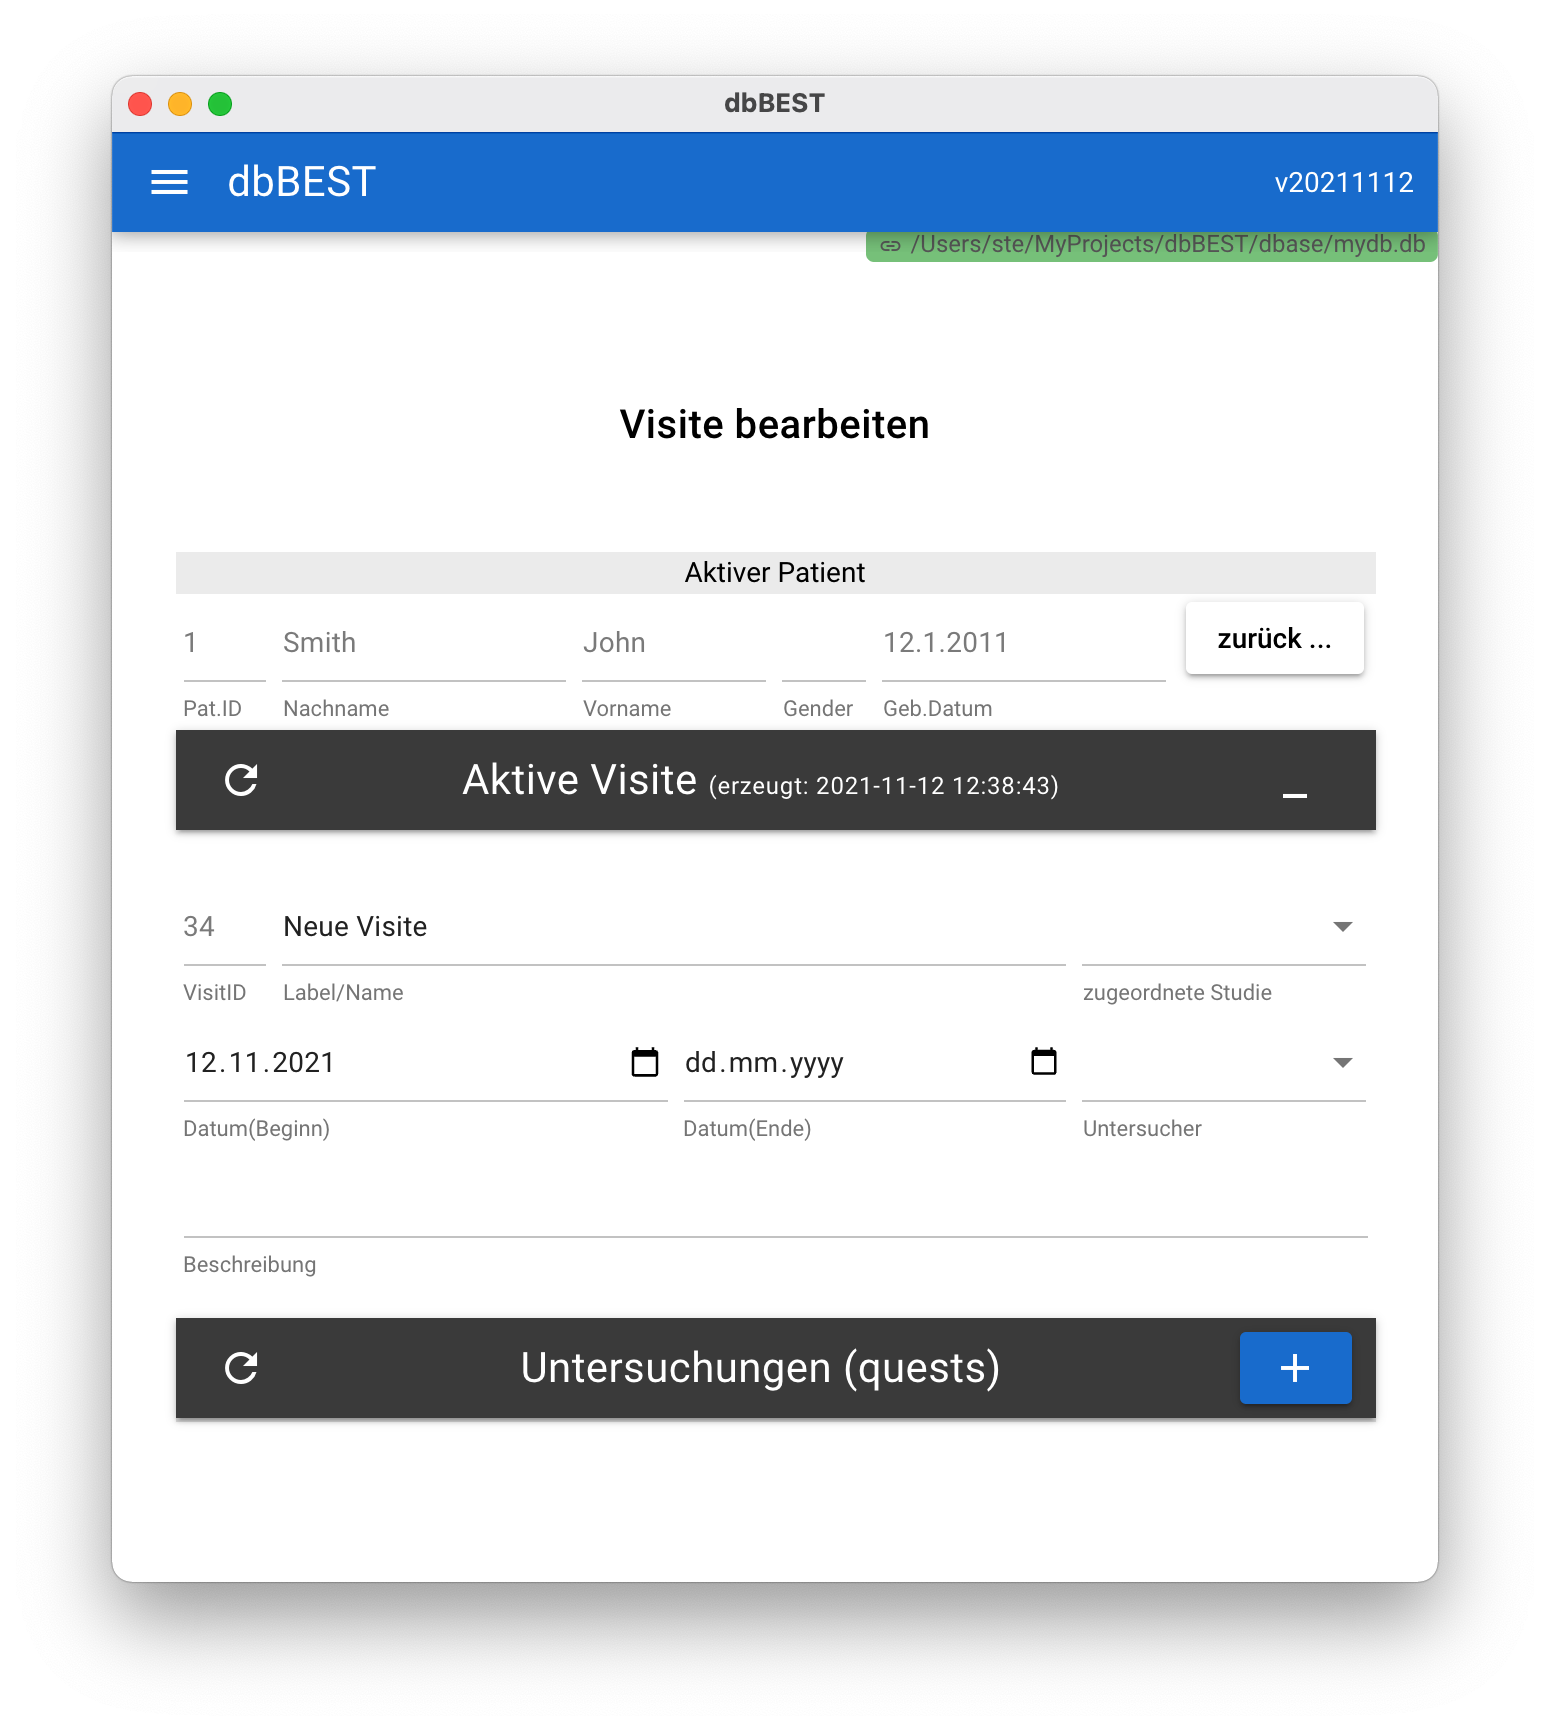 dbBEST
dbBEST
v20211112
/Users/ste/MyProjects/dbBEST/dbase/mydb.db
Visite bearbeiten
Aktiver Patient
1 Smith John 12.1.2011 zurück ...
Pat.ID Nachname Vorname Gender Geb.Datum
Aktive Visite (erzeugt: 2021-11-12 12:38:43)
34 Neue Visite
VisitID Label/Name zugeordnete Studie
12.11.2021 dd.mm.yyyy
Datum(Beginn) Datum(Ende) Untersucher
Beschreibung
Untersuchungen (quests)